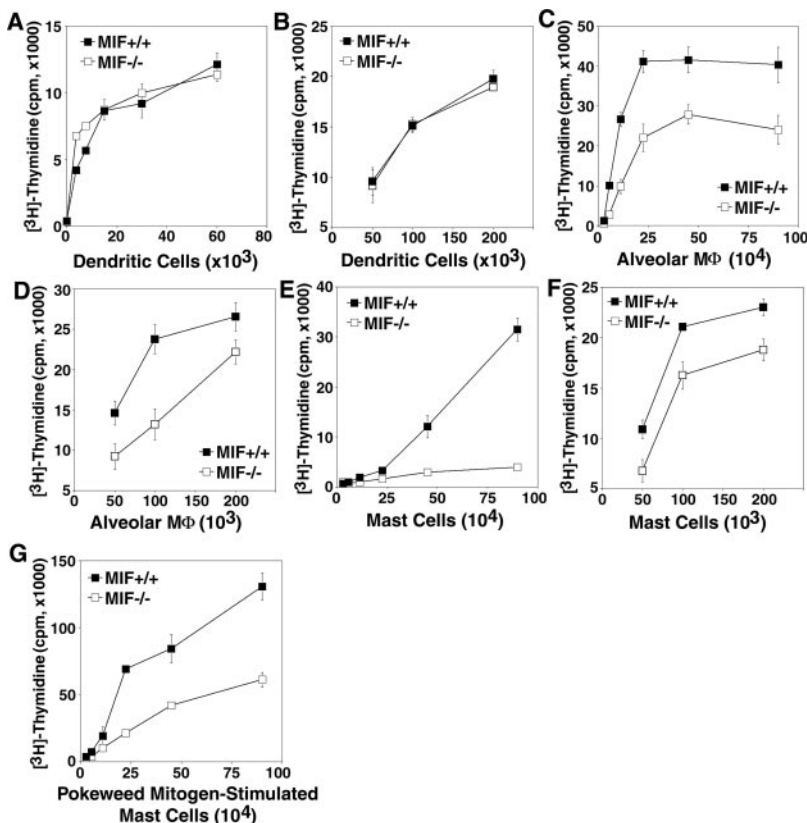 A
[³H]-Thymidine (cpm, x1000)
15
10
5
0
MIF+/+
MIF-/-
0 20 40 60 80
Dendritic Cells (x10³)
B
[³H]-Thymidine (cpm, x1000)
25
20
15
10
5
MIF+/+
MIF-/-
0 50 100 150 200
Dendritic Cells (x10³)
C
[³H]-Thymidine (cpm, x1000)
50
40
30
20
10
0
MIF+/+
MIF-/-
0 25 50 75 100
Alveolar MΦ (10⁴)
D
[³H]-Thymidine (cpm, x1000)
30
25
20
15
10
5
MIF+/+
MIF-/-
0 50 100 150 200
Alveolar MΦ (10³)
E
[³H]-Thymidine (cpm, x1000)
40
30
20
10
0
MIF+/+
MIF-/-
0 25 50 75 100
Mast Cells (10⁴)
F
[³H]-Thymidine (cpm, x1000)
25
20
15
10
5
MIF+/+
MIF-/-
0 50 100 150 200
Mast Cells (10³)
G
[³H]-Thymidine (cpm, x1000)
150
100
50
0
MIF+/+
MIF-/-
0 25 50 75 100
Pokeweed Mitogen-Stimulated
Mast Cells (10⁴)